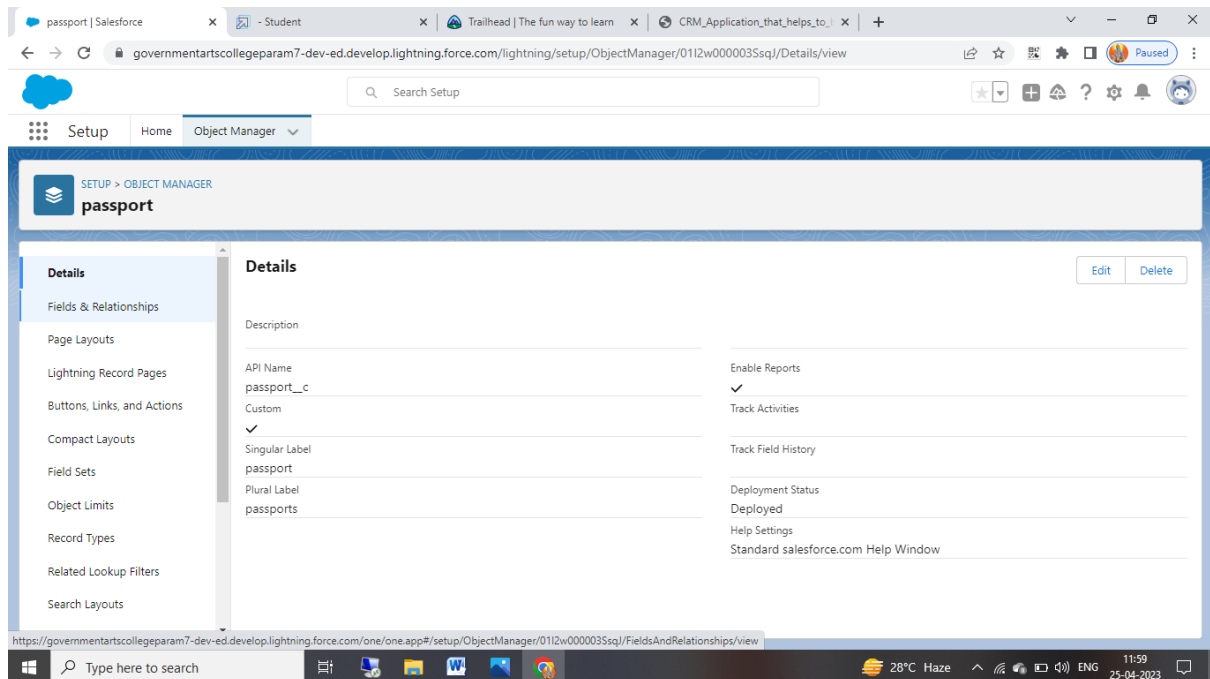 passport | Salesforce
- Student
Trailhead | The fun way to learn
CRM_Application_that_helps_to_
governmentartscollegeparam7-dev-ed.develop.lightning.force.com/lightning/setup/ObjectManager/01I2w000003SsqJ/Details/view
Paused
Search Setup
Setup Home Object Manager
SETUP > OBJECT MANAGER
passport
Details
Fields & Relationships
Page Layouts
Lightning Record Pages
Buttons, Links, and Actions
Compact Layouts
Field Sets
Object Limits
Record Types
Related Lookup Filters
Search Layouts
Details
Edit Delete
Description
API Name
passport__c
Custom
Singular Label
passport
Plural Label
passports
Enable Reports
Track Activities
Track Field History
Deployment Status
Deployed
Help Settings
Standard salesforce.com Help Window
https://governmentartscollegeparam7-dev-ed.develop.lightning.force.com/one/one.app#/setup/ObjectManager/01I2w000003SsqJ/FieldsAndRelationships/view
Type here to search
28°C Haze
ENG
11:59
25-04-2023